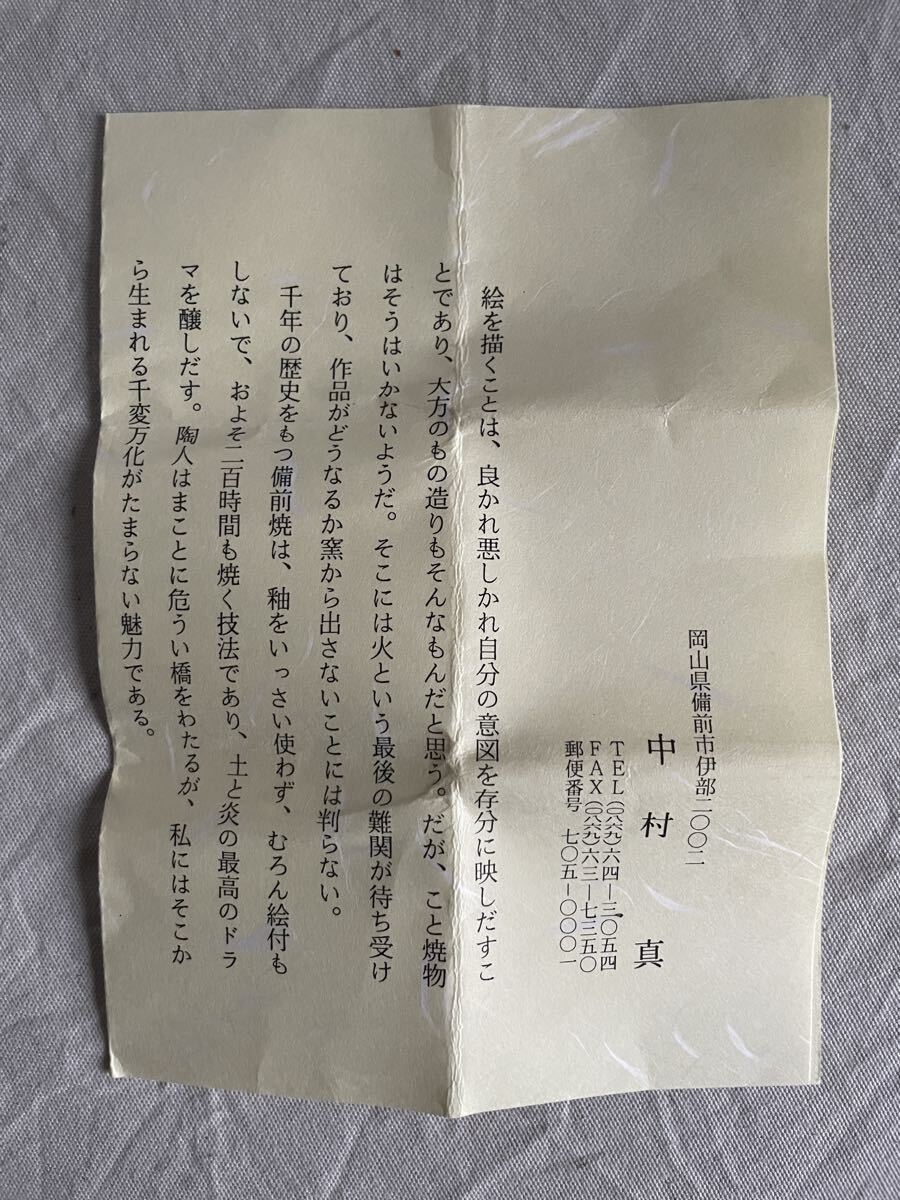 岡山県備前市伊部二〇〇二
中村 真
TEL(〇八六九)六四ー三〇五四
FAX(〇八六九)六三ー七三五〇
郵便番号 七〇五ー〇〇〇一
絵を描くことは、良かれ悪しかれ自分の意図を存分に映しだすこ
とであり、大方のもの造りもそんなもんだと思う。だが、こと焼物
はそうはいかないようだ。そこには火という最後の難関が待ち受け
ており、作品がどうなるか窯から出さないことには判らない。
千年の歴史をもつ備前焼は、釉をいっさい使わず、むろん絵付も
しないで、およそ二百時間も焼く技法であり、土と炎の最高のドラ
マを醸しだす。陶人はまことに危うい橋をわたるが、私にはそこか
ら生まれる千変万化がたまらない魅力である。